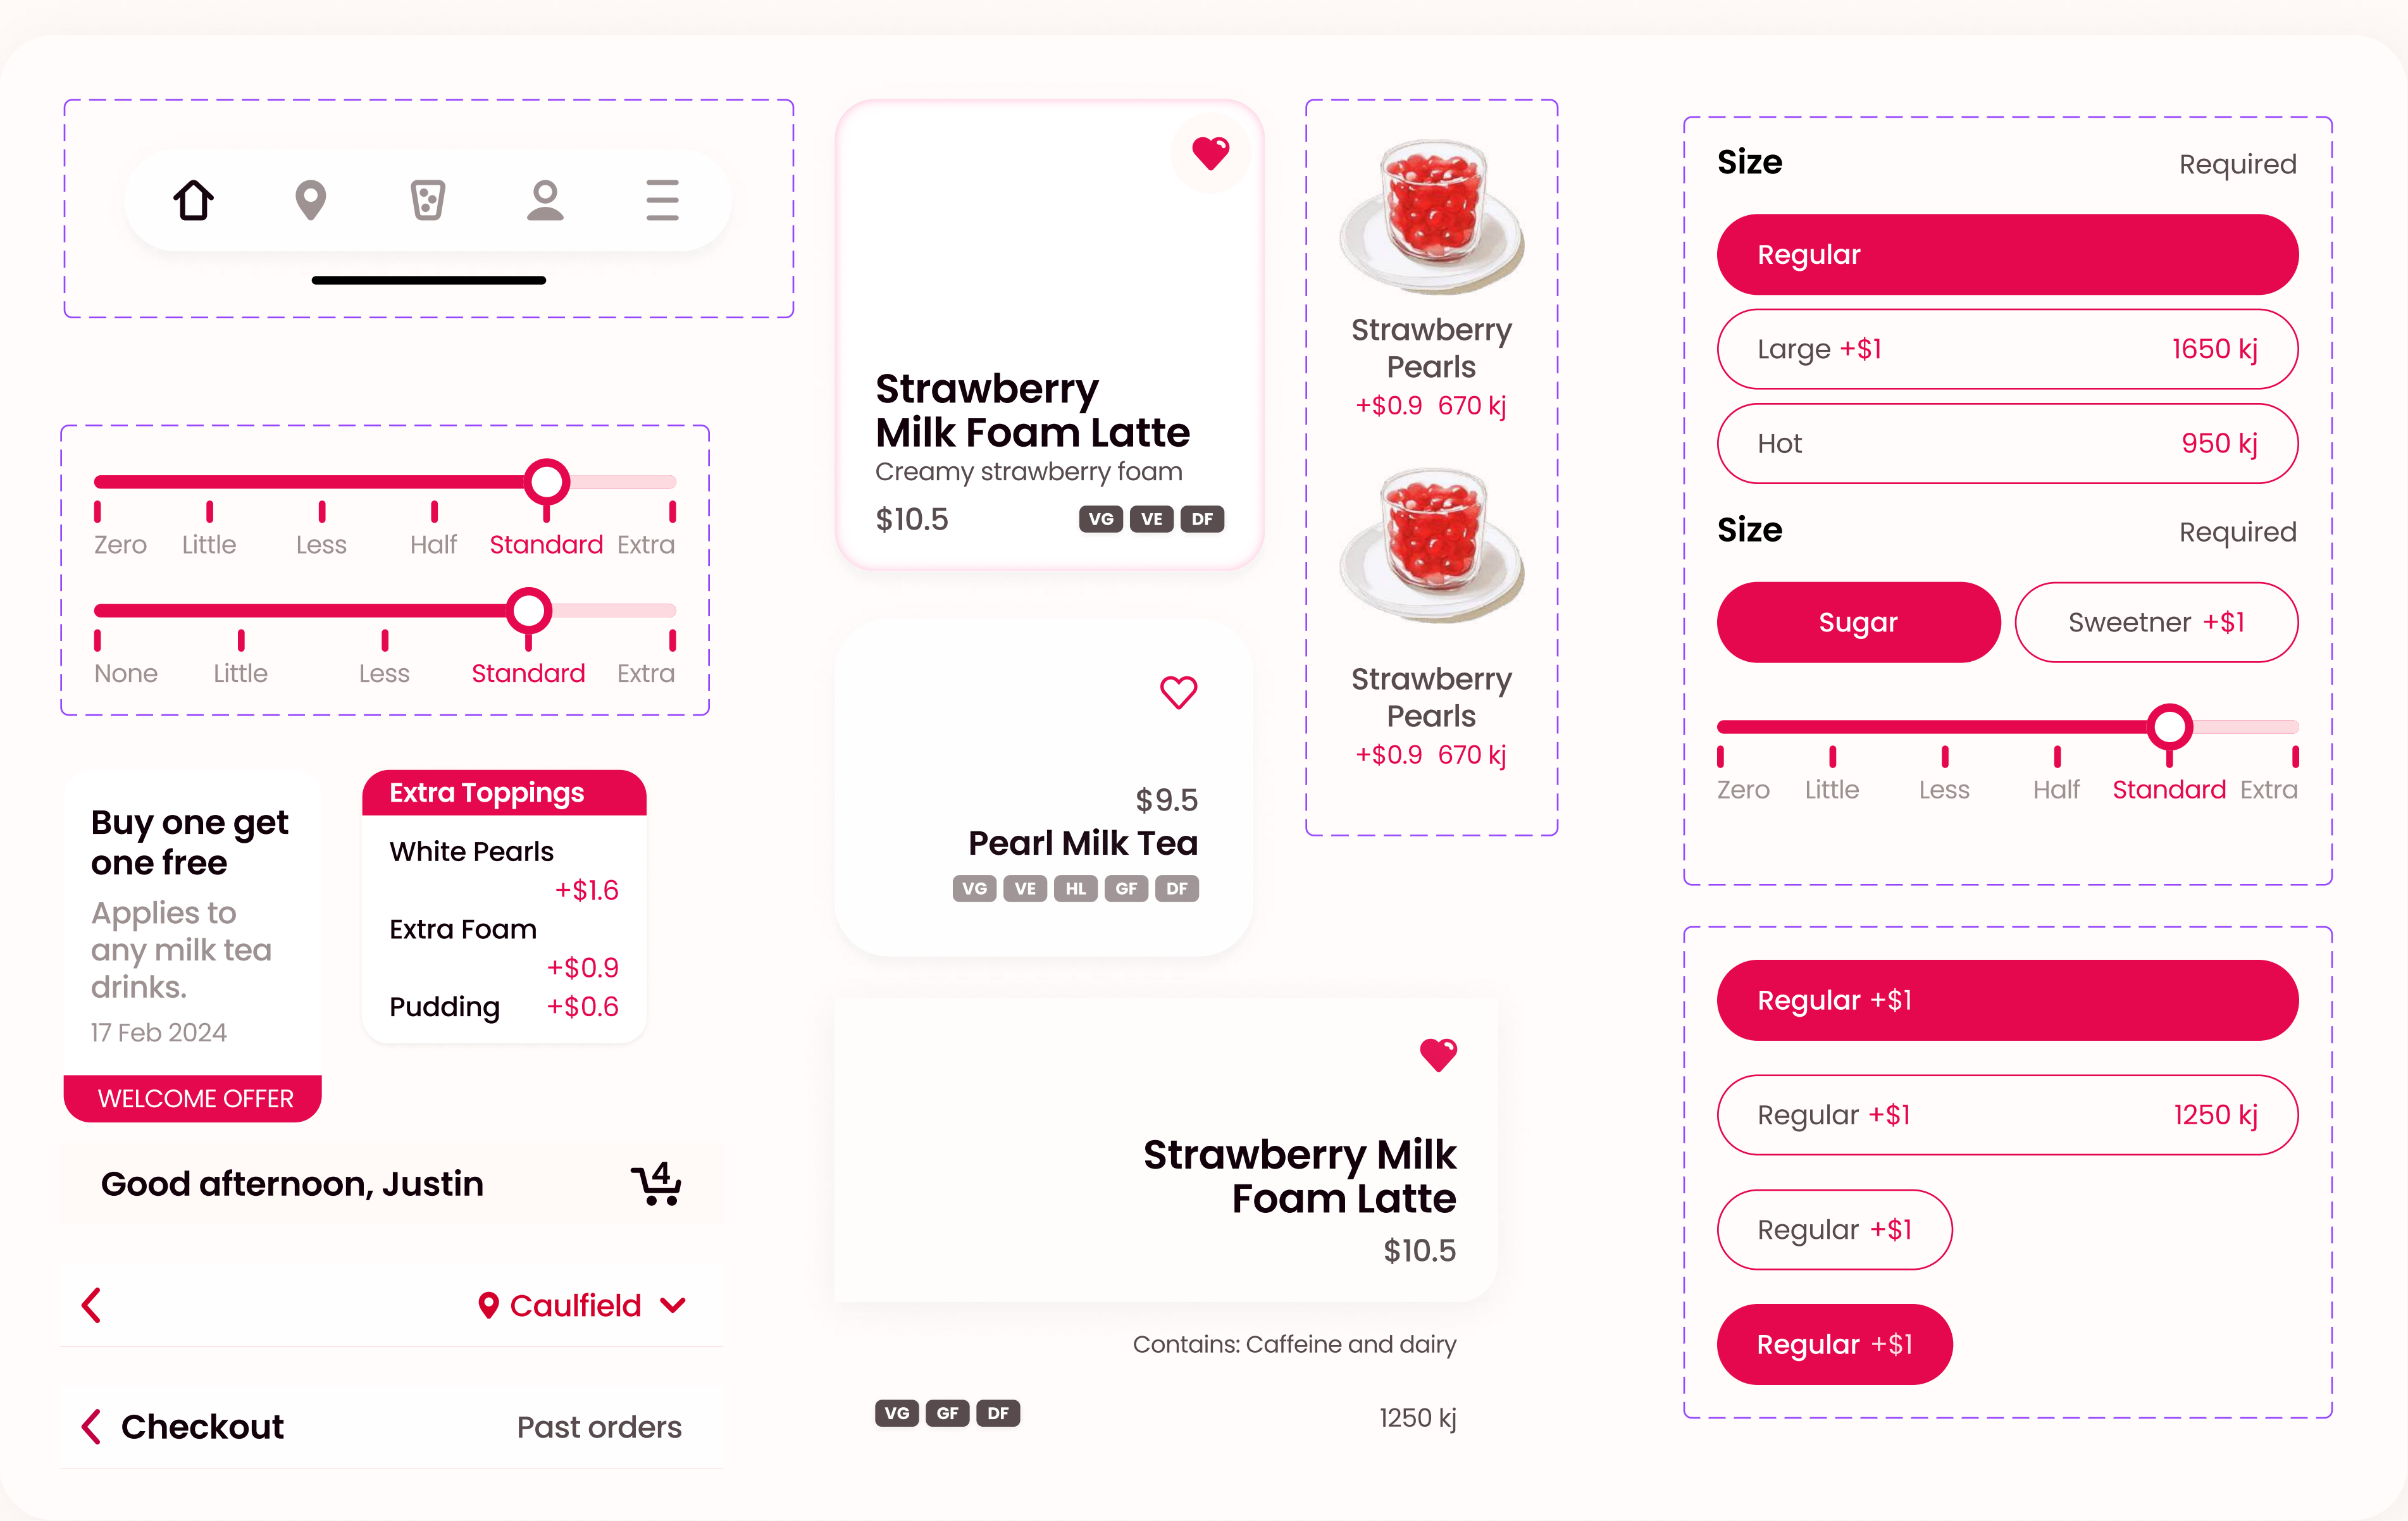 Zero Little Less Half Standard Extra
None Little Less Standard Extra
Buy one get
one free
Applies to
any milk tea
drinks.
17 Feb 2024
WELCOME OFFER
Extra Toppings
White Pearls
+$1.6
Extra Foam
+$0.9
Pudding +$0.6
Good afternoon, Justin 4
Caulfield
Checkout Past orders
Strawberry
Milk Foam Latte
Creamy strawberry foam
$10.5 VG VE DF
$9.5
Pearl Milk Tea
VG VE HL GF DF
Strawberry Milk
Foam Latte
$10.5
Contains: Caffeine and dairy
VG GF DF 1250 kj
Strawberry
Pearls
+$0.9 670 kj
Strawberry
Pearls
+$0.9 670 kj
Size Required
Regular
Large +$1 1650 kj
Hot 950 kj
Size Required
Sugar Sweetner +$1
Zero Little Less Half Standard Extra
Regular +$1
Regular +$1 1250 kj
Regular +$1
Regular +$1